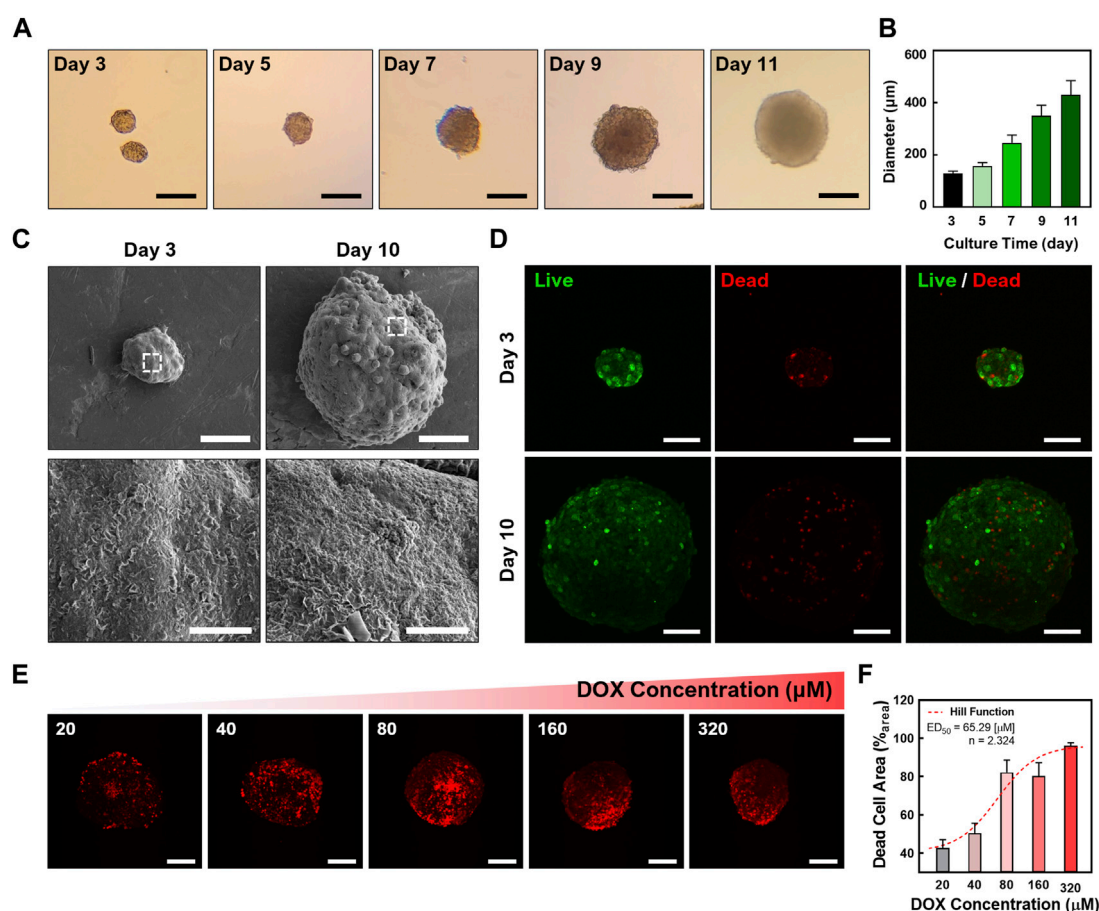 A
Day 3
Day 5
Day 7
Day 9
Day 11
B
Diameter (μm)
600
400
200
0
3
5
7
9
11
Culture Time (day)
C
Day 3
Day 10
D
Live
Dead
Live / Dead
Day 3
Day 10
E
DOX Concentration (μM)
20
40
80
160
320
F
Dead Cell Area (%area)
120
100
80
60
40
Hill Function
ED50 = 65.29 [μM]
n = 2.324
20
40
80
160
320
DOX Concentration (μM)